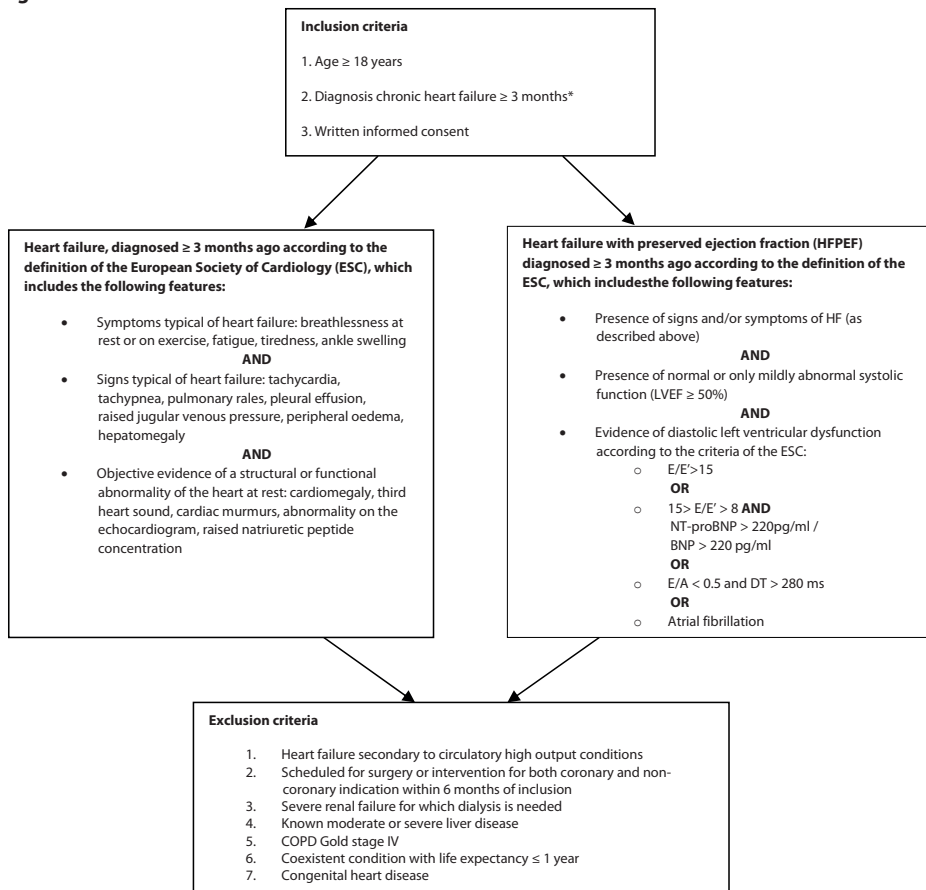 Inclusion criteria
1. Age ≥ 18 years
2. Diagnosis chronic heart failure ≥ 3 months*
3. Written informed consent
Heart failure, diagnosed ≥ 3 months ago according to the
definition of the European Society of Cardiology (ESC), which
includes the following features:
• Symptoms typical of heart failure: breathlessness at
rest or on exercise, fatigue, tiredness, ankle swelling
AND
• Signs typical of heart failure: tachycardia,
tachypnea, pulmonary rales, pleural effusion,
raised jugular venous pressure, peripheral oedema,
hepatomegaly
AND
• Objective evidence of a structural or functional
abnormality of the heart at rest: cardiomegaly, third
heart sound, cardiac murmurs, abnormality on the
echocardiogram, raised natriuretic peptide
concentration
Heart failure with preserved ejection fraction (HFPEF)
diagnosed ≥ 3 months ago according to the definition of the
ESC, which includesthe following features:
• Presence of signs and/or symptoms of HF (as
described above)
AND
• Presence of normal or only mildly abnormal systolic
function (LVEF ≥ 50%)
AND
• Evidence of diastolic left ventricular dysfunction
according to the criteria of the ESC:
○ E/E'>15
OR
○ 15> E/E' > 8 AND
NT-proBNP > 220pg/ml /
BNP > 220 pg/ml
OR
○ E/A < 0.5 and DT > 280 ms
OR
○ Atrial fibrillation
Exclusion criteria
1. Heart failure secondary to circulatory high output conditions
2. Scheduled for surgery or intervention for both coronary and non-
coronary indication within 6 months of inclusion
3. Severe renal failure for which dialysis is needed
4. Known moderate or severe liver disease
5. COPD Gold stage IV
6. Coexistent condition with life expectancy ≤ 1 year
7. Congenital heart disease